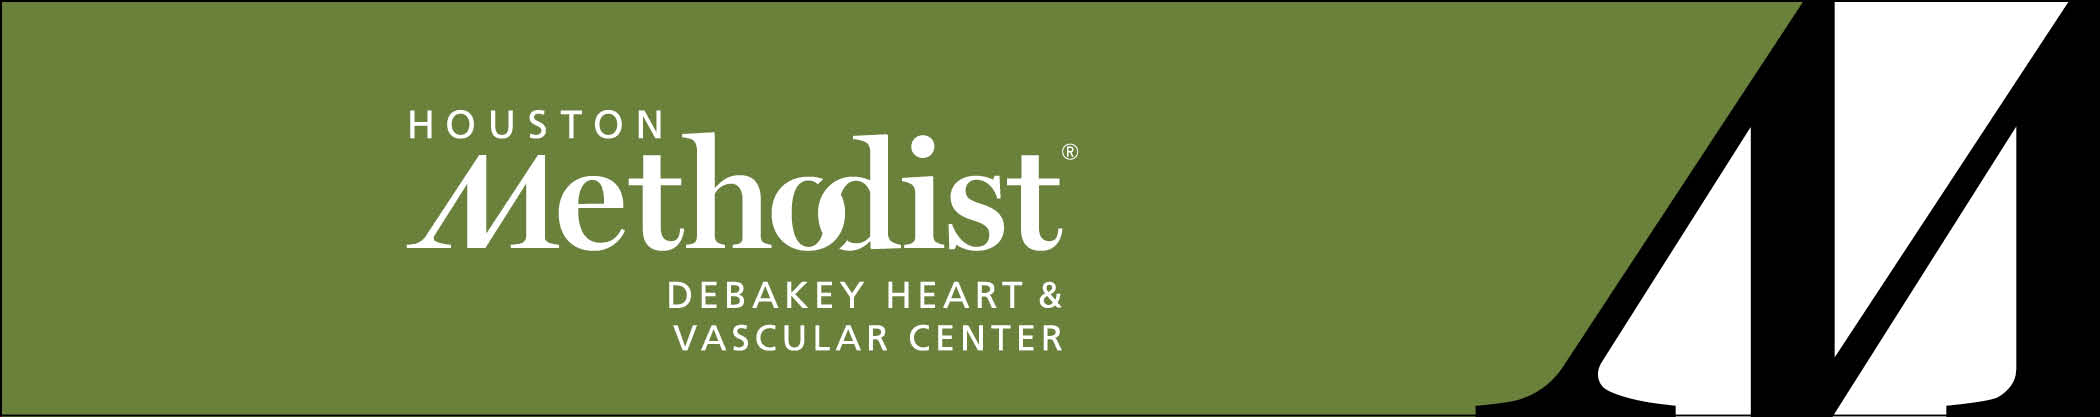 HOUSTON
Methodist®
DEBAKEY HEART &
VASCULAR CENTER
M